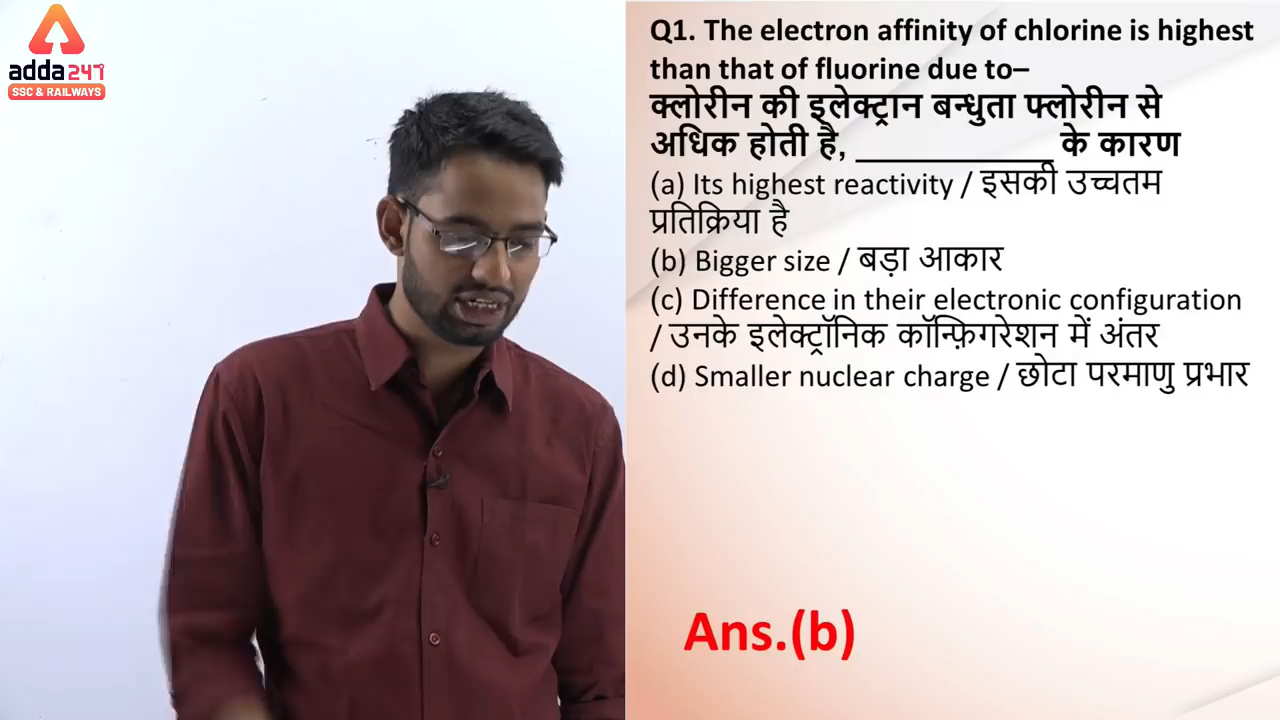 adda247
SSC & RAILWAYS
Q1. The electron affinity of chlorine is highest
than that of fluorine due to–
क्लोरीन की इलेक्ट्रान बन्धुता फ्लोरीन से
अधिक होती है, ____________ के कारण
(a) Its highest reactivity / इसकी उच्चतम
प्रतिक्रिया है
(b) Bigger size / बड़ा आकार
(c) Difference in their electronic configuration
/ उनके इलेक्ट्रॉनिक कॉन्फ़िगरेशन में अंतर
(d) Smaller nuclear charge / छोटा परमाणु प्रभार
Ans.(b)